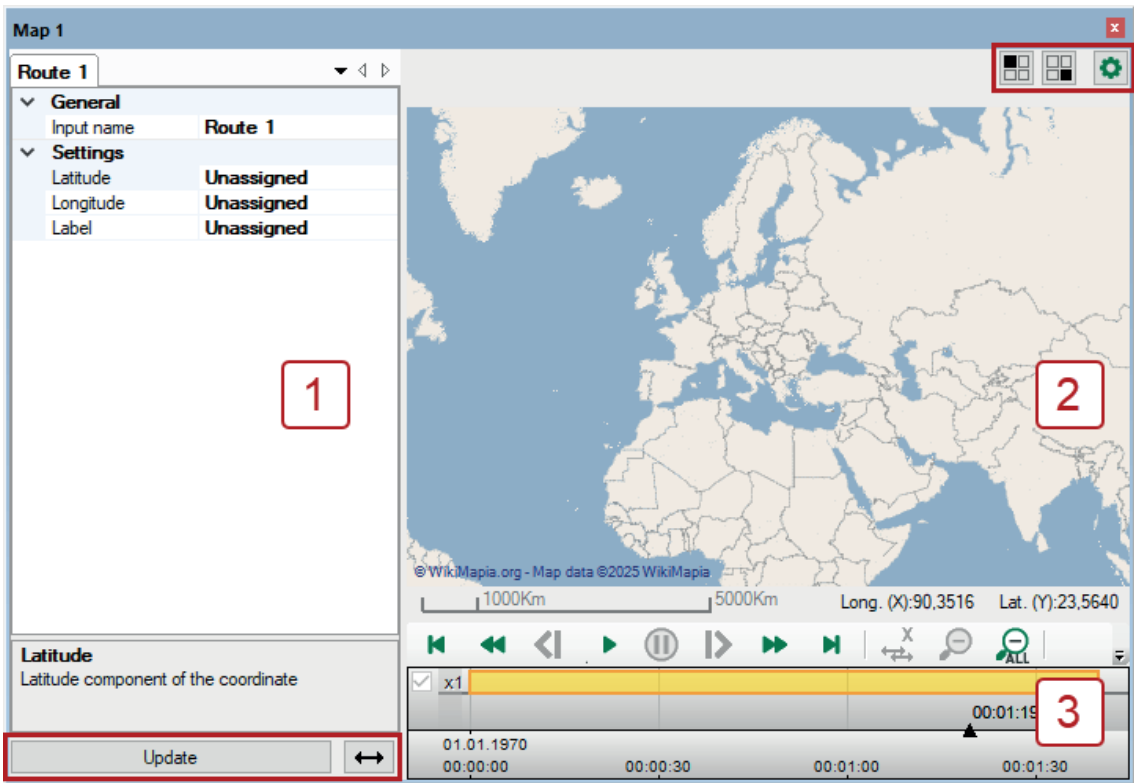 Map 1
x
Route 1
General
Input name Route 1
Settings
Latitude Unassigned
Longitude Unassigned
Label Unassigned
1
2
© WikiMapia.org - Map data ©2025 WikiMapia
1000Km 5000Km Long. (X):90,3516 Lat. (Y):23,5640
X
ALL
Latitude
Latitude component of the coordinate
x1
00:01:19
3
Update
01.01.1970
00:00:00 00:00:30 00:01:00 00:01:30